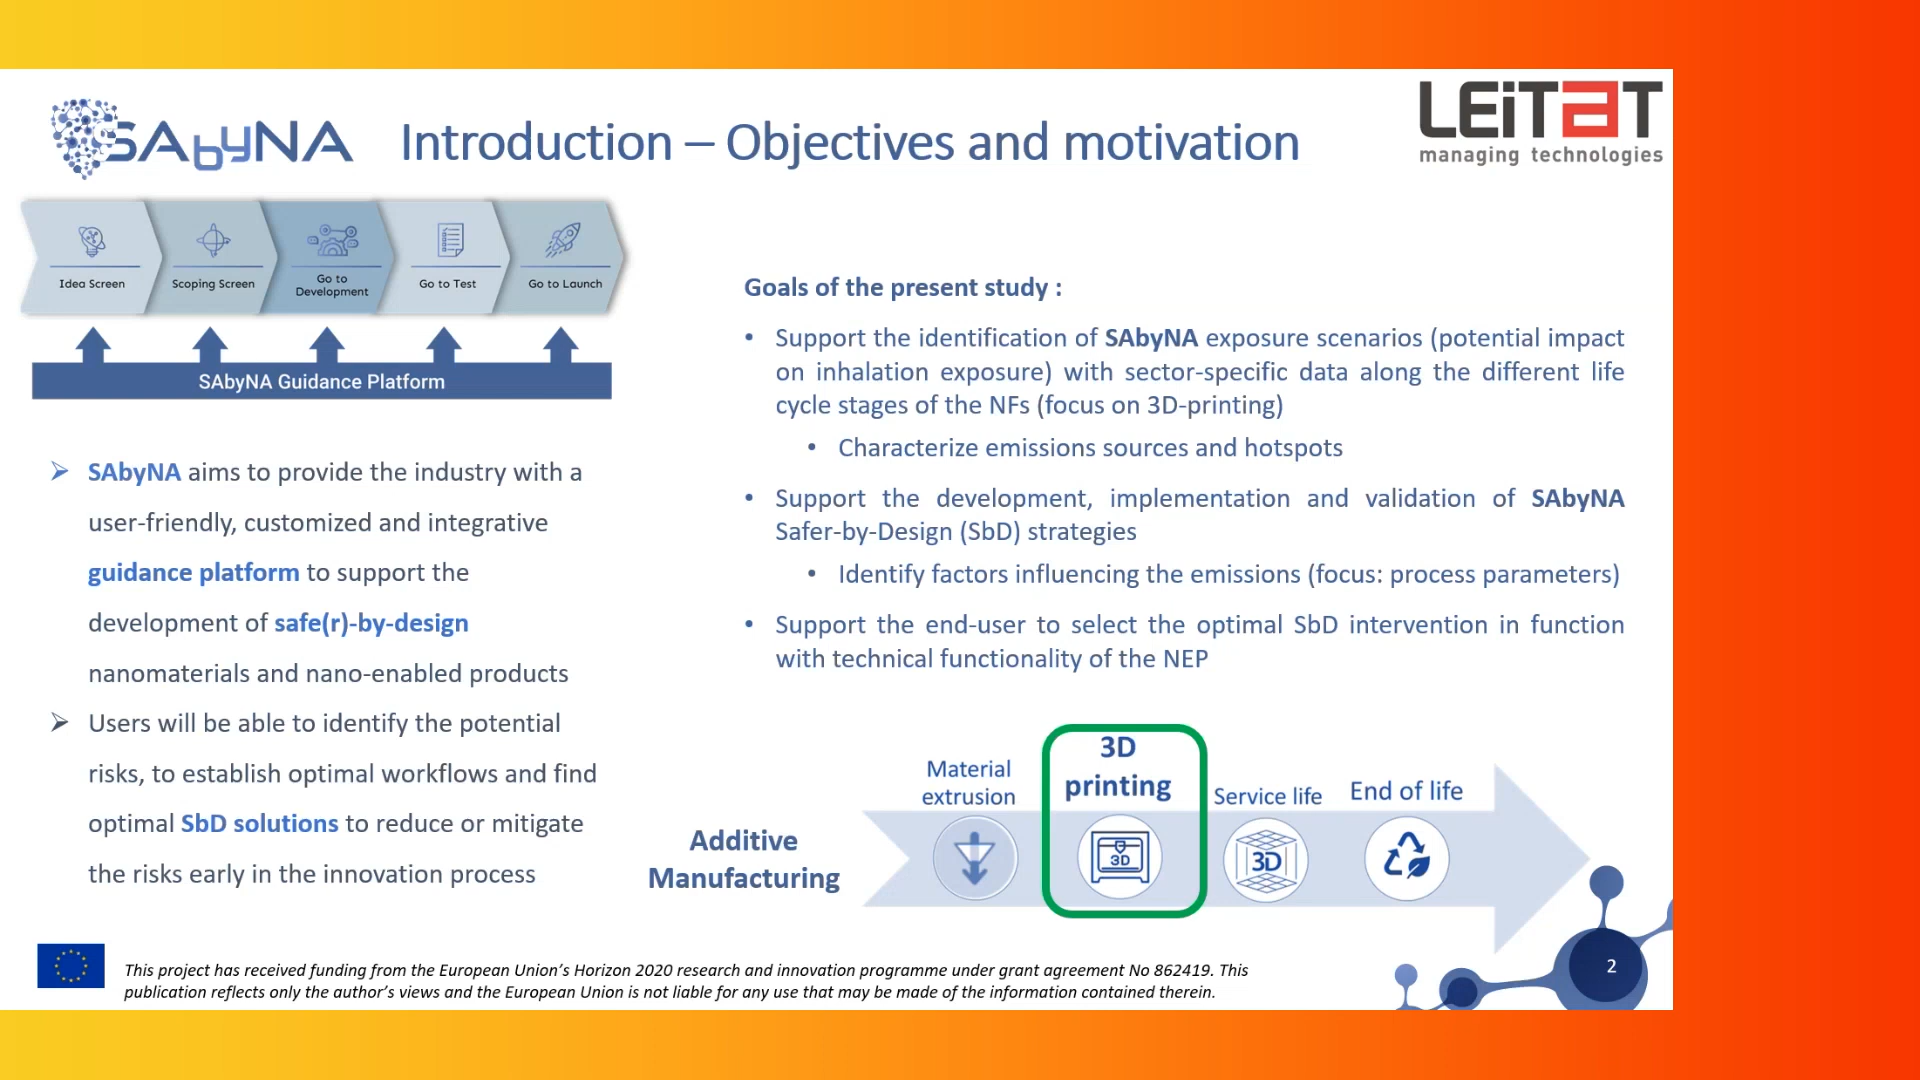 SAbyNA
Introduction – Objectives and motivation
LEiTaT
managing technologies
Idea Screen
Scoping Screen
Go to
Development
Go to Test
Go to Launch
SAbyNA Guidance Platform
➢ SAbyNA aims to provide the industry with a
user-friendly, customized and integrative
guidance platform to support the
development of safe(r)-by-design
nanomaterials and nano-enabled products
➢ Users will be able to identify the potential
risks, to establish optimal workflows and find
optimal SbD solutions to reduce or mitigate
the risks early in the innovation process
Goals of the present study :
• Support the identification of SAbyNA exposure scenarios (potential impact
on inhalation exposure) with sector-specific data along the different life
cycle stages of the NFs (focus on 3D-printing)
• Characterize emissions sources and hotspots
• Support the development, implementation and validation of SAbyNA
Safer-by-Design (SbD) strategies
• Identify factors influencing the emissions (focus: process parameters)
• Support the end-user to select the optimal SbD intervention in function
with technical functionality of the NEP
Additive
Manufacturing
Material
extrusion
3D
printing
3D
Service life
3D
End of life
This project has received funding from the European Union’s Horizon 2020 research and innovation programme under grant agreement No 862419. This
publication reflects only the author’s views and the European Union is not liable for any use that may be made of the information contained therein.
2